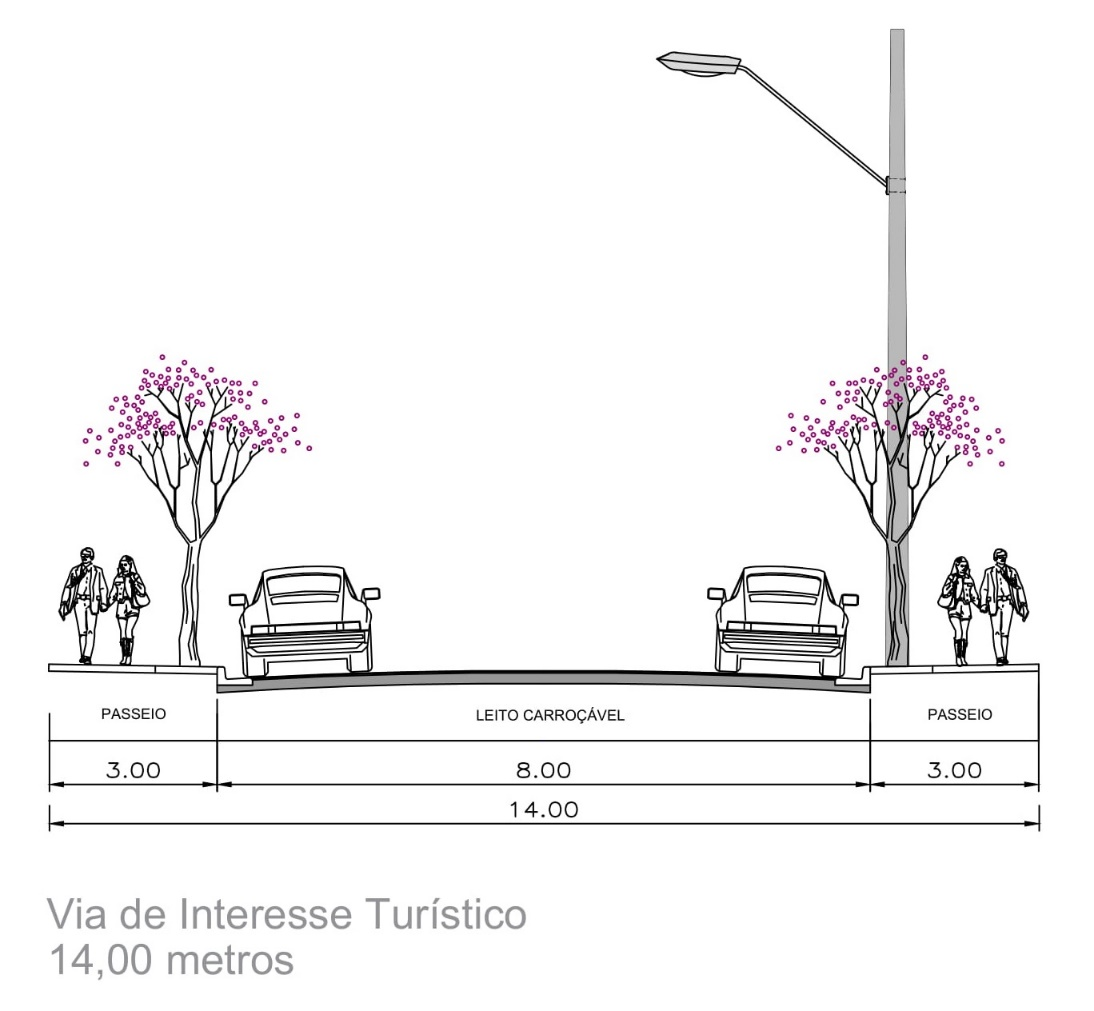 PASSEIO
LEITO CARROÇÁVEL
PASSEIO
3.00
8.00
3.00
14.00
Via de Interesse Turístico
14,00 metros